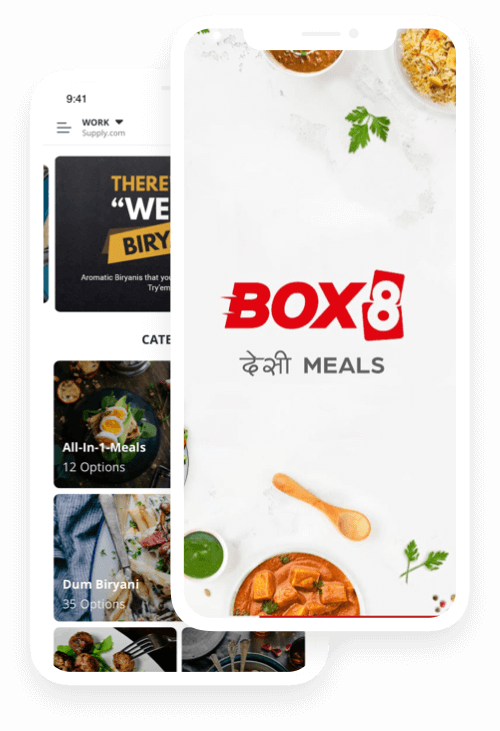 9:41
WORK
Supply.com
THERE'
“WE
BIRY
Aromatic Biryanis that yo
Try'em
CATE
All-In-1-Meals
12 Options
Dum Biryani
35 Options
BOX8
देसी MEALS